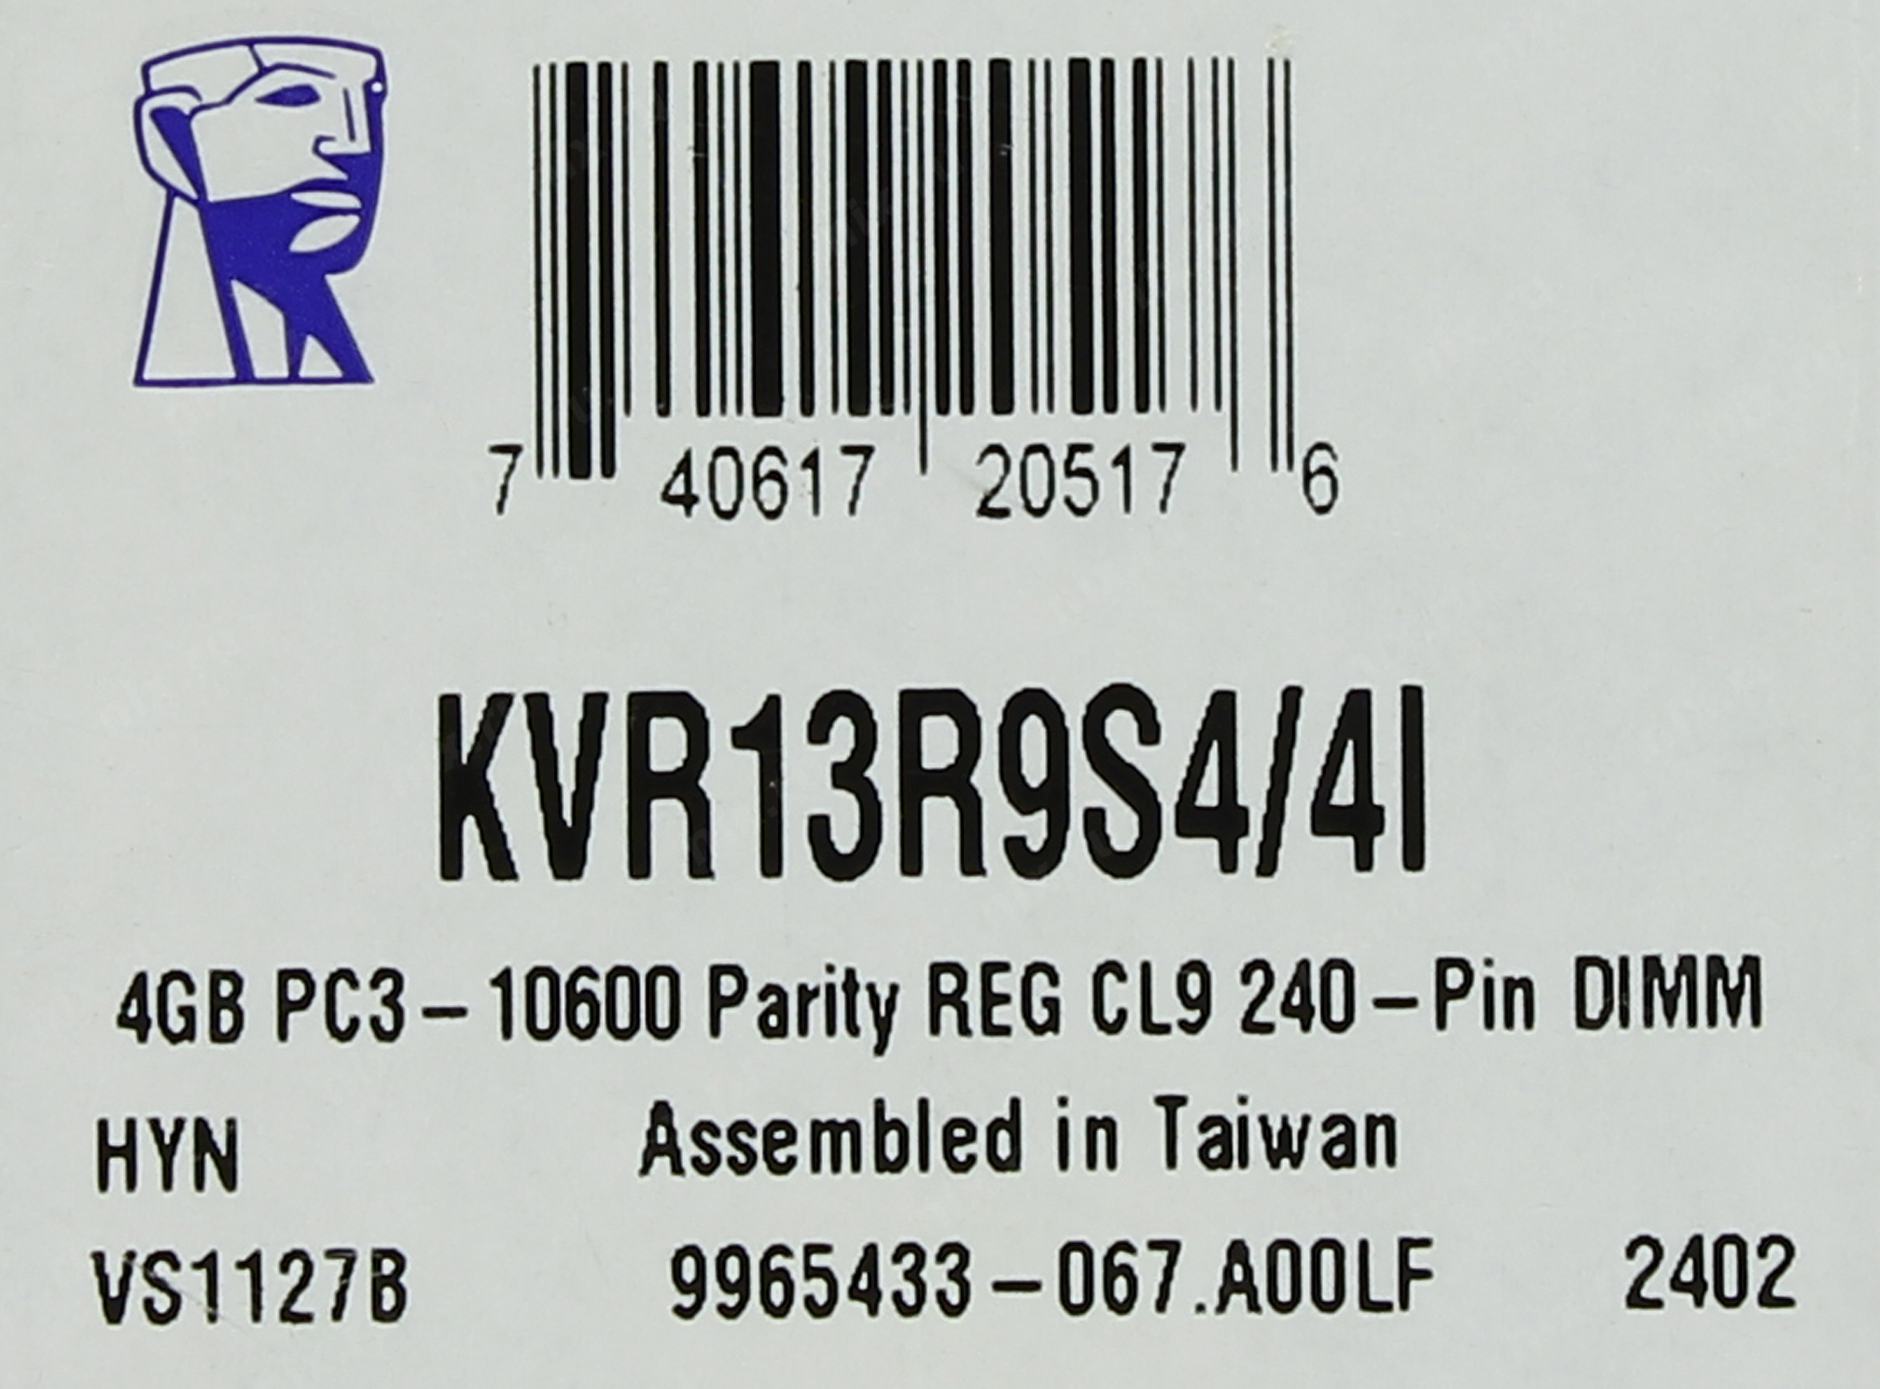 7 40617 20517 6
KVR13R9S4/4I
4GB PC3-10600 Parity REG CL9 240-Pin DIMM
HYN Assembled in Taiwan
VS1127B 9965433-067.A00LF 2402